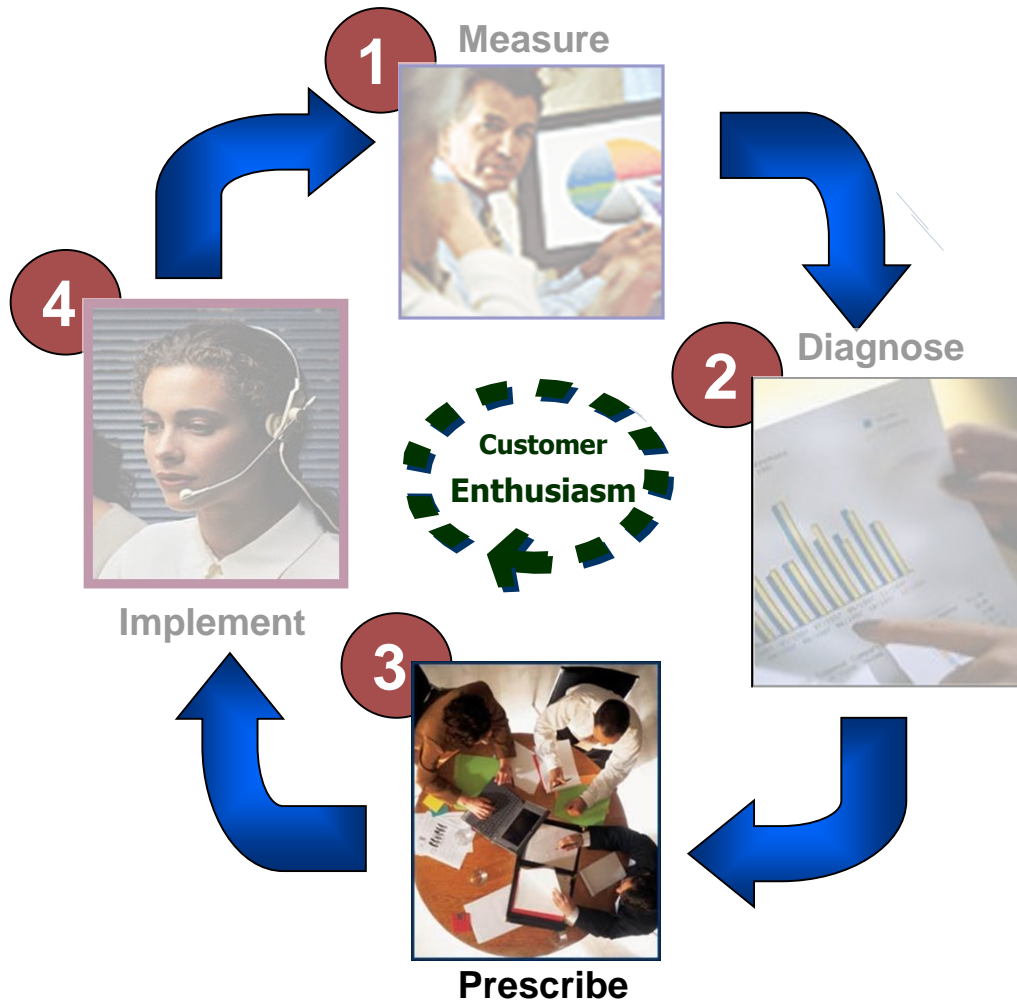 1
Measure
4
2
Diagnose
Customer
Enthusiasm
Implement
3
Prescribe